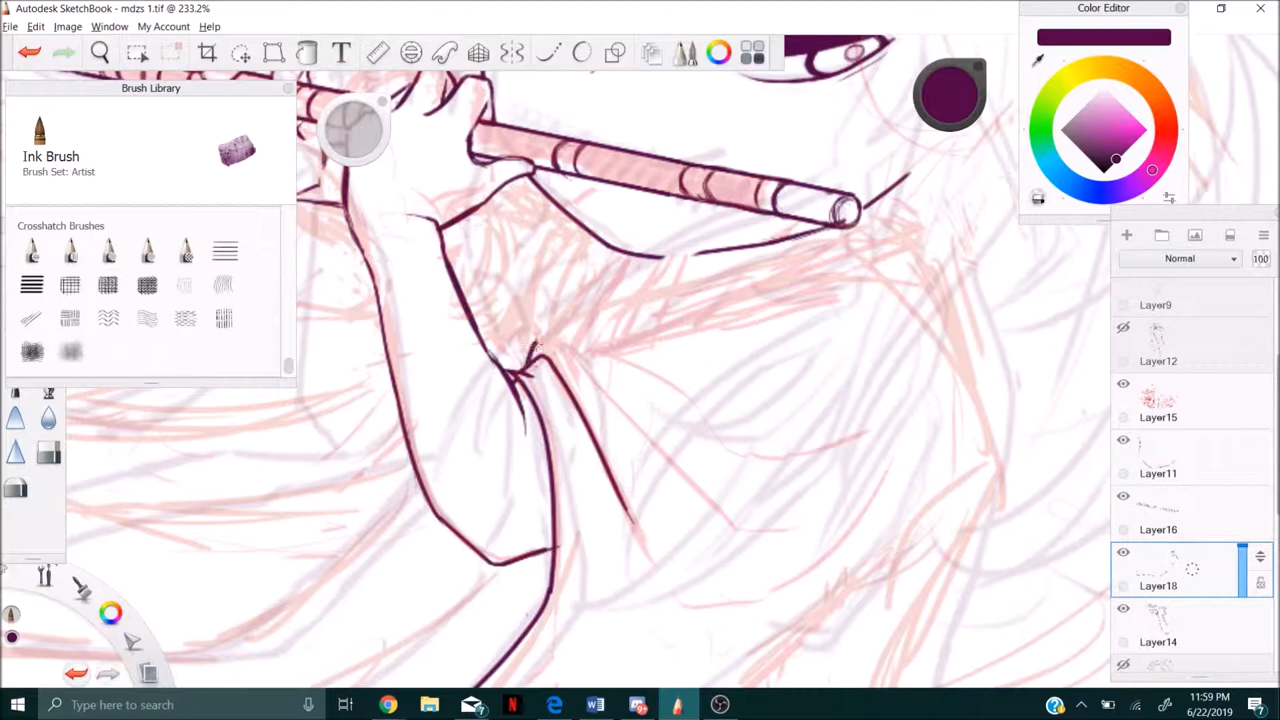 Autodesk SketchBook - mdzs 1.tif @ 233.2%
File Edit Image Window My Account Help
T
Color Editor
Brush Library
Ink Brush
Brush Set: Artist
Crosshatch Brushes
Normal 100
Layer9
Layer12
Layer15
Layer11
Layer16
Layer18
Layer14
Type here to search
11:59 PM
6/22/2019